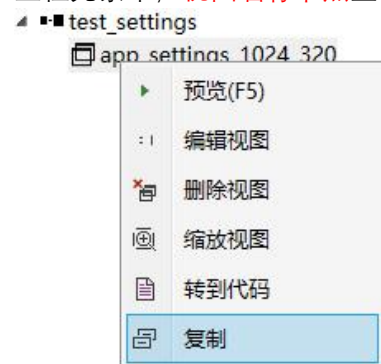 test_settings
app_settings_1024_320
预览(F5)
编辑视图
删除视图
缩放视图
转到代码
复制